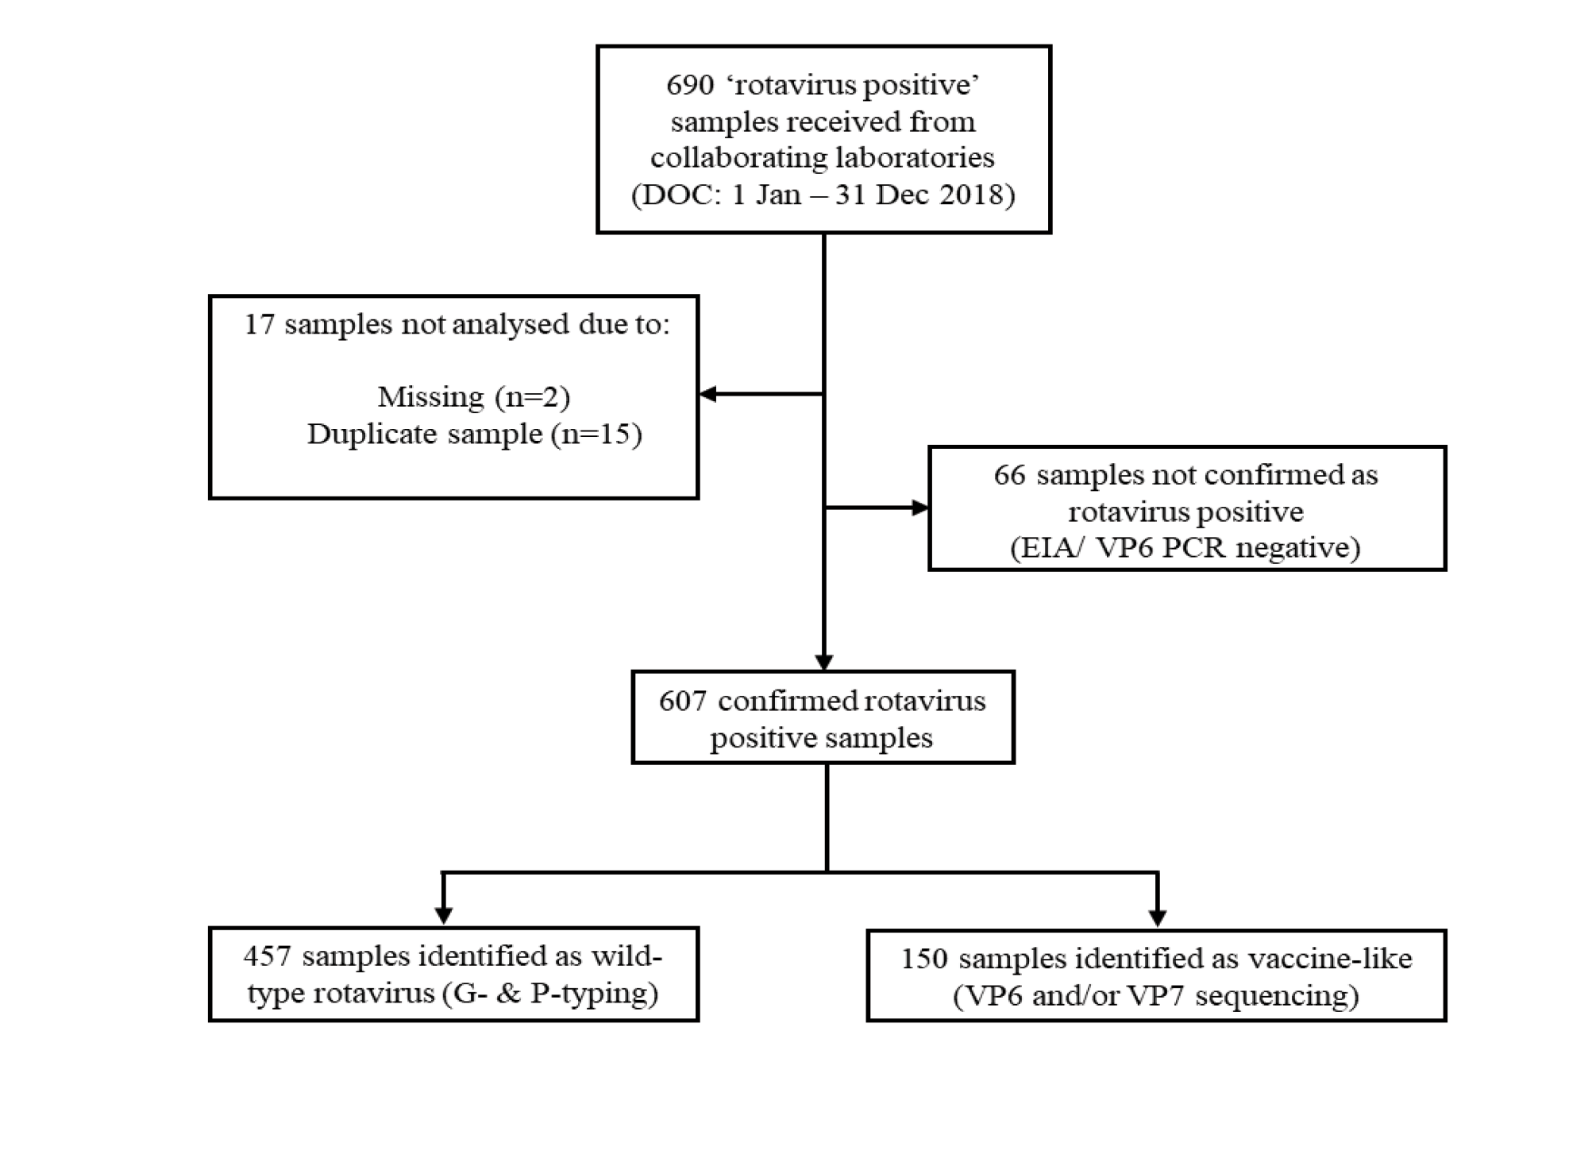 690 ‘rotavirus positive’
samples received from
collaborating laboratories
(DOC: 1 Jan – 31 Dec 2018)
17 samples not analysed due to:
Missing (n=2)
Duplicate sample (n=15)
66 samples not confirmed as
rotavirus positive
(EIA/ VP6 PCR negative)
607 confirmed rotavirus
positive samples
457 samples identified as wild-
type rotavirus (G- & P-typing)
150 samples identified as vaccine-like
(VP6 and/or VP7 sequencing)